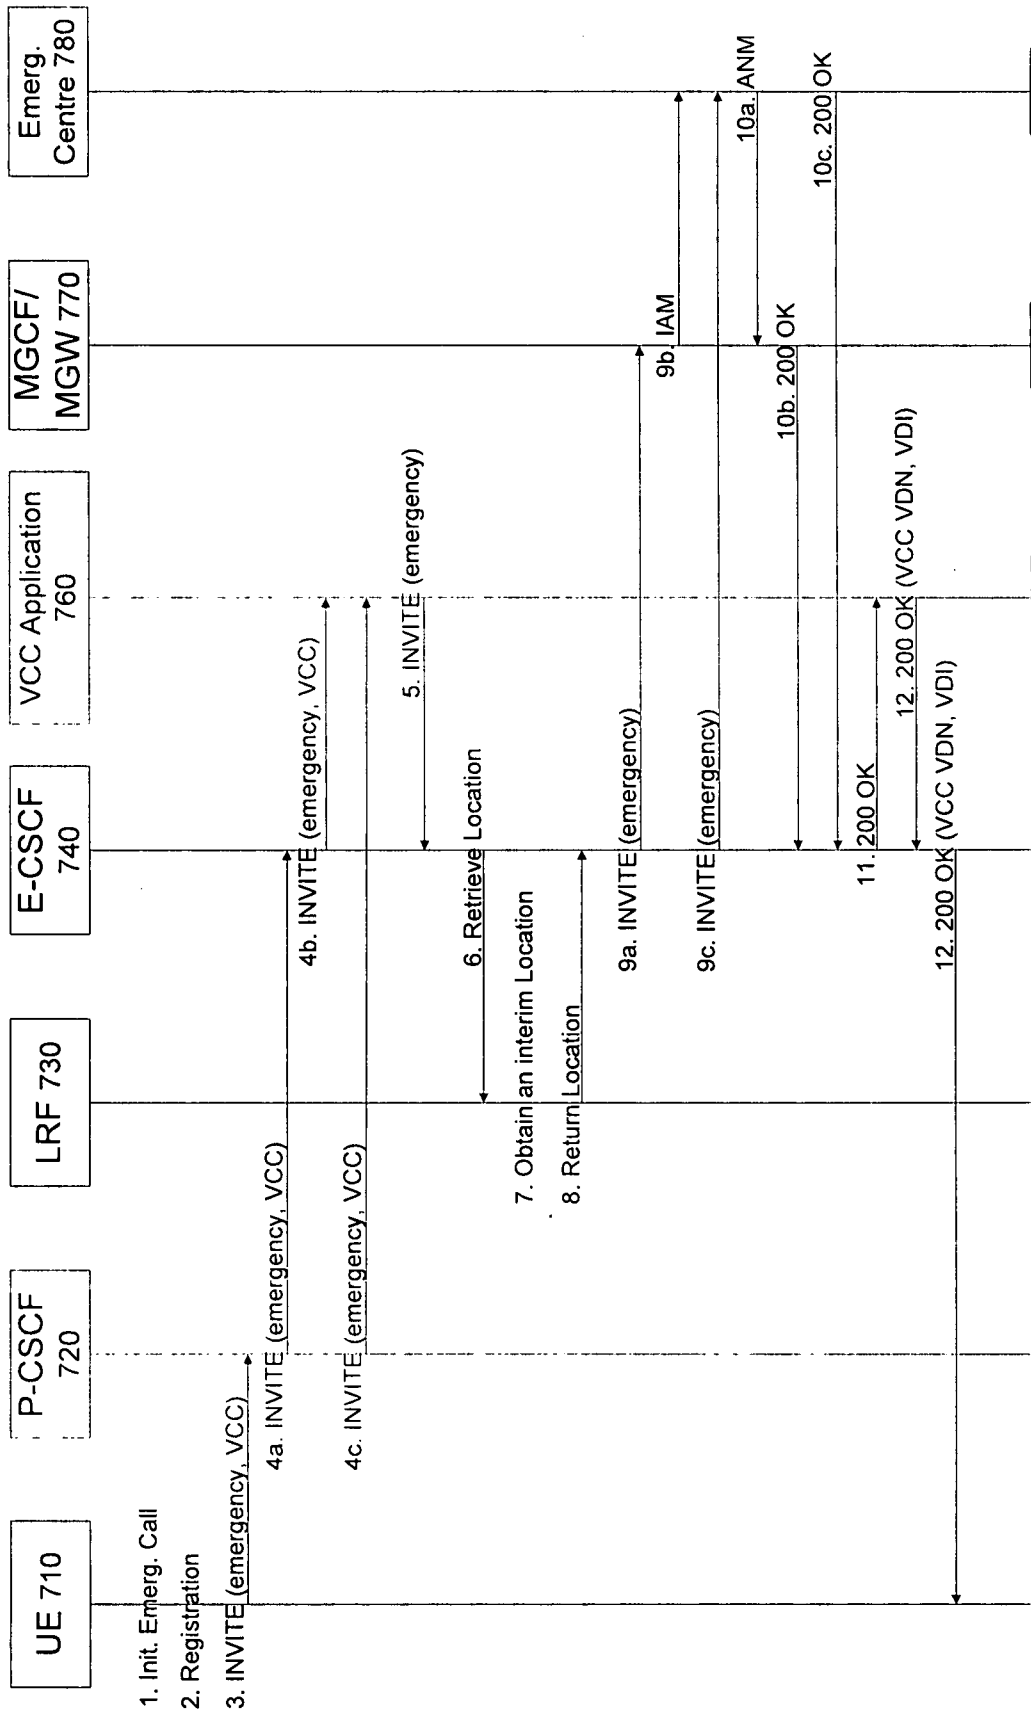 UE 710
P-CSCF
720
LRF 730
E-CSCF
740
VCC Application
760
MGCF/
MGW 770
Emerg.
Centre 780
1. Init. Emerg. Call
2. Registration
3. INVITE (emergency, VCC)
4a. INVITE (emergency, VCC)
4b. INVITE (emergency, VCC)
4c. INVITE (emergency, VCC)
5. INVITE (emergency)
6. Retrieve Location
7. Obtain an interim Location
8. Return Location
9a. INVITE (emergency)
9b. IAM
9c. INVITE (emergency)
10a. ANM
10b. 200 OK
10c. 200 OK
11. 200 OK
12. 200 OK (VCC VDN, VDI)
12. 200 OK (VCC VDN, VDI)